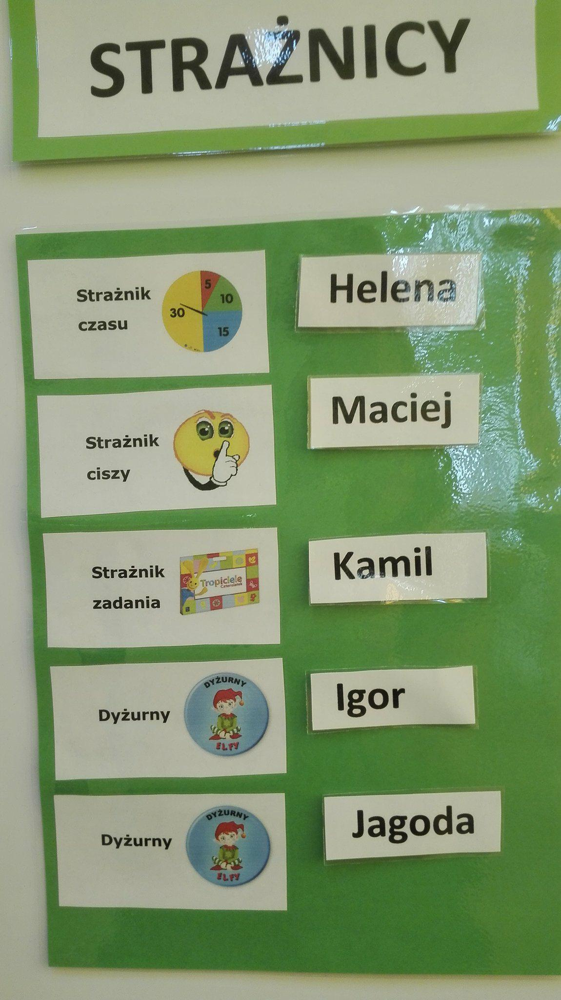 STRAŻNICY
Strażnik
czasu
5
10
15
30
Helena
Strażnik
ciszy
Maciej
Strażnik
zadania
Tropiciele
Czterolatek
Kamil
Dyżurny
DYŻURNY
ELFY
Igor
Dyżurny
DYŻURNY
ELFY
Jagoda